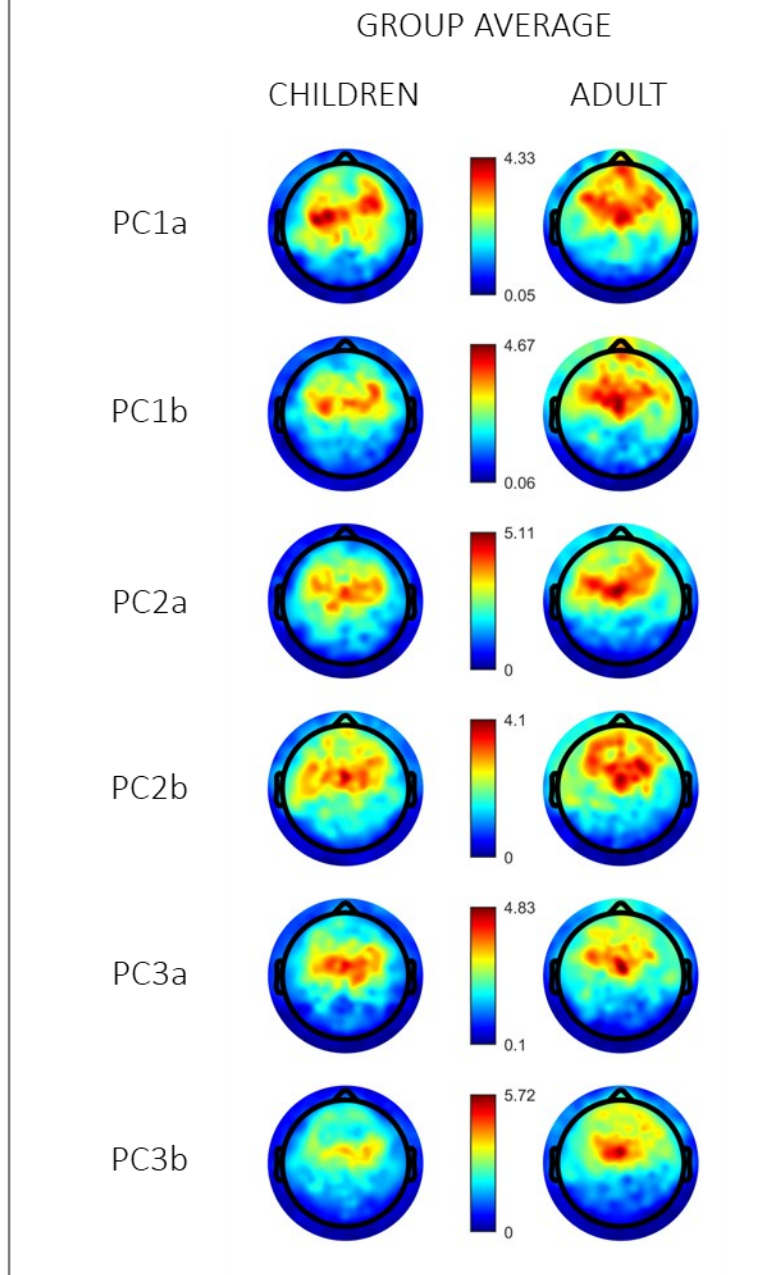 GROUP AVERAGE
CHILDREN ADULT
PC1a
4.33
0.05
PC1b
4.67
0.06
PC2a
5.11
0
PC2b
4.1
0
PC3a
4.83
0.1
PC3b
5.72
0